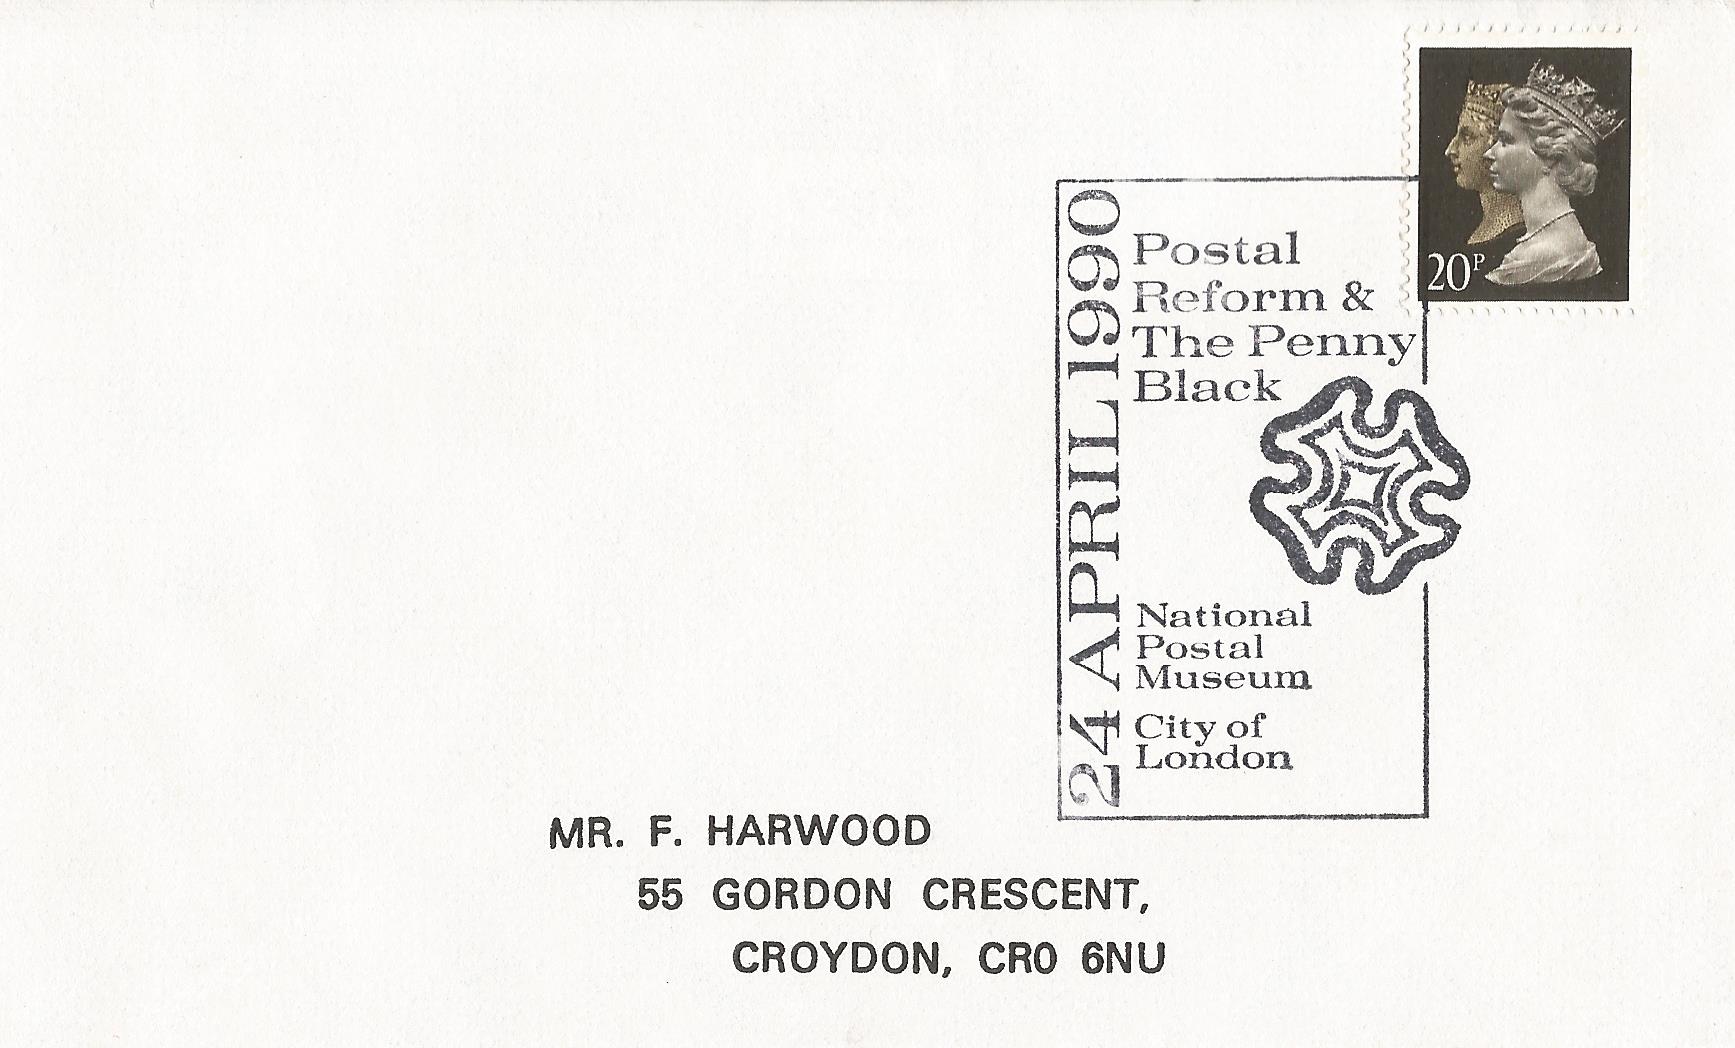 20P
24 APRIL 1990
Postal
Reform &
The Penny
Black
National
Postal
Museum
City of
London
MR. F. HARWOOD
55 GORDON CRESCENT,
CROYDON, CR0 6NU